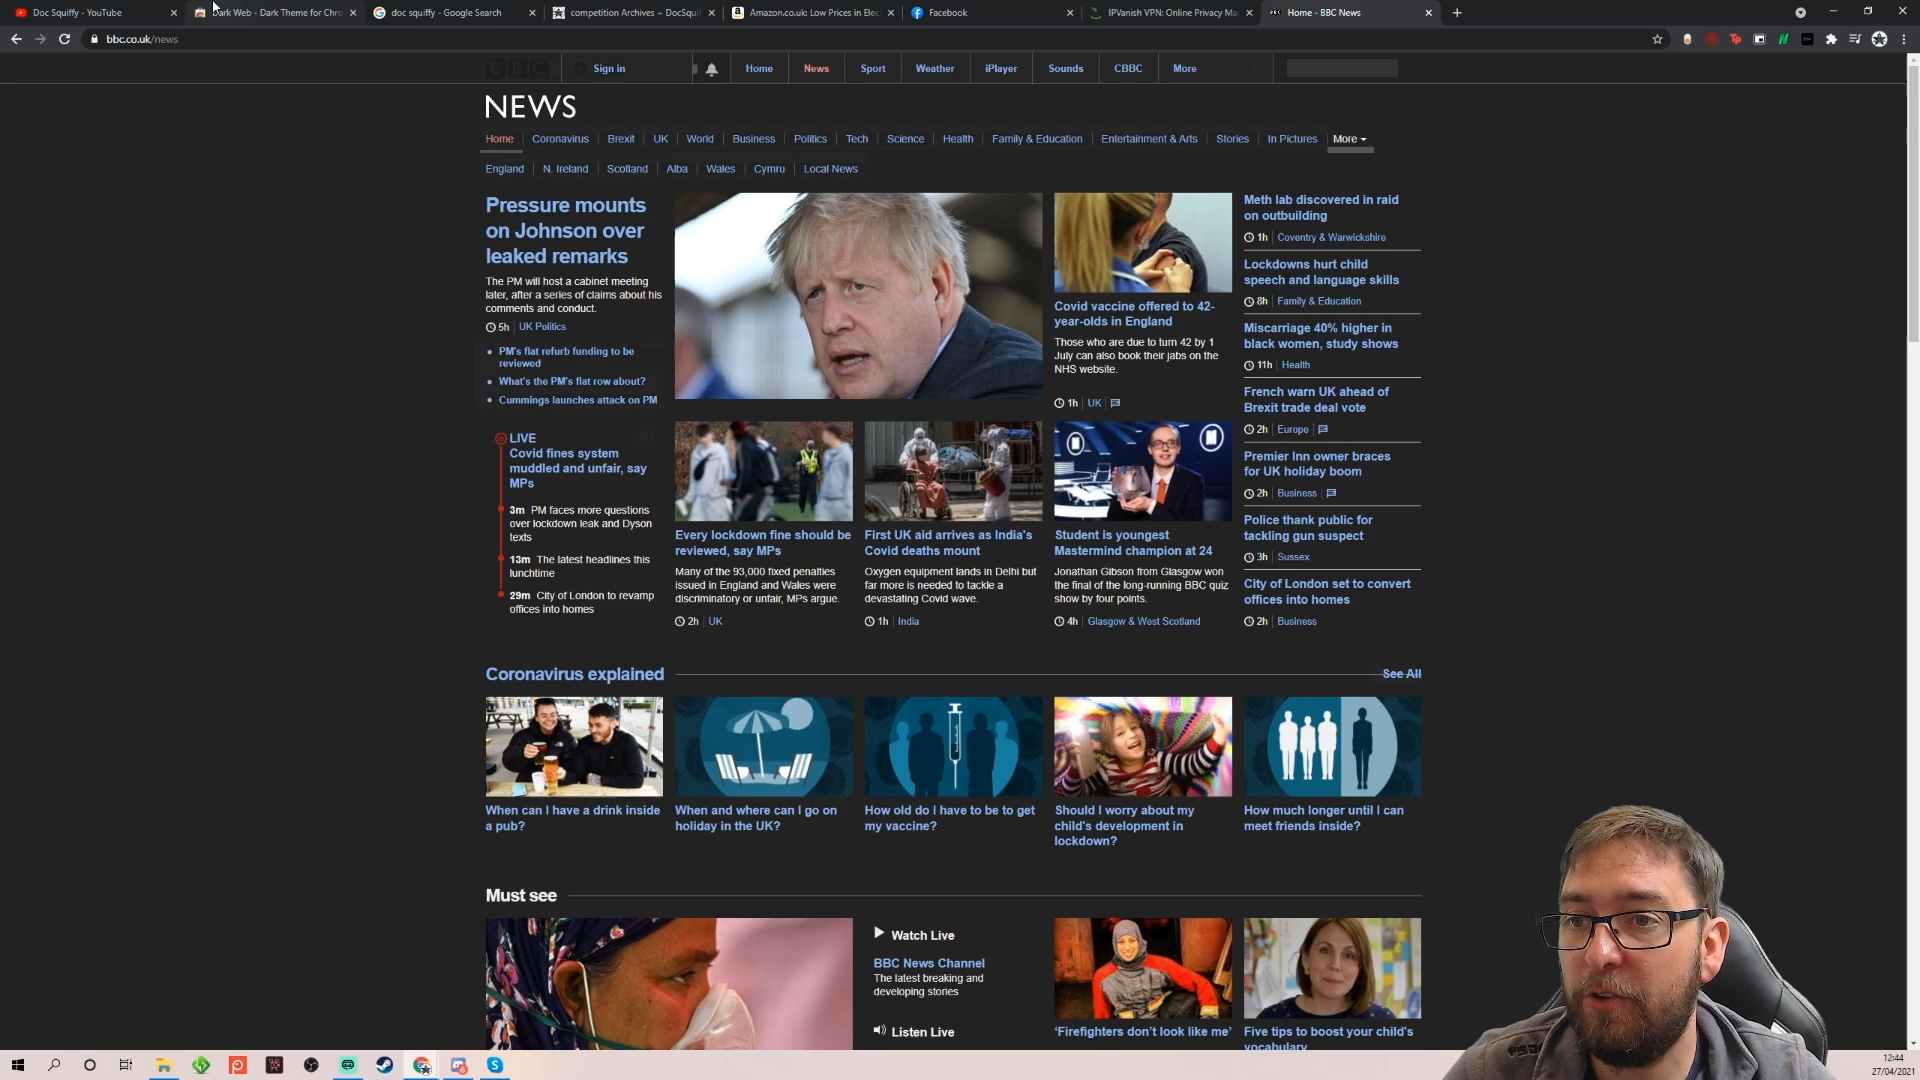 Doc Squiffy - YouTube
Dark Web - Dark Theme for Chro
doc squiffy - Google Search
competition Archives – DocSquif
Amazon.co.uk: Low Prices in Elec
Facebook
IPVanish VPN: Online Privacy Ma
Home - BBC News
bbc.co.uk/news
BBC
Sign in
Home
News
Sport
Weather
iPlayer
Sounds
CBBC
More
NEWS
Home
Coronavirus
Brexit
UK
World
Business
Politics
Tech
Science
Health
Family & Education
Entertainment & Arts
Stories
In Pictures
More
England
N. Ireland
Scotland
Alba
Wales
Cymru
Local News
Pressure mounts
on Johnson over
leaked remarks
The PM will host a cabinet meeting
later, after a series of claims about his
comments and conduct.
5h UK Politics
PM's flat refurb funding to be
reviewed
What's the PM's flat row about?
Cummings launches attack on PM
LIVE
Covid fines system
muddled and unfair, say
MPs
3m PM faces more questions
over lockdown leak and Dyson
texts
13m The latest headlines this
lunchtime
29m City of London to revamp
offices into homes
Every lockdown fine should be
reviewed, say MPs
Many of the 93,000 fixed penalties
issued in England and Wales were
discriminatory or unfair, MPs argue.
2h UK
First UK aid arrives as India's
Covid deaths mount
Oxygen equipment lands in Delhi but
far more is needed to tackle a
devastating Covid wave.
1h India
Covid vaccine offered to 42-
year-olds in England
Those who are due to turn 42 by 1
July can also book their jabs on the
NHS website.
1h UK
Student is youngest
Mastermind champion at 24
Jonathan Gibson from Glasgow won
the final of the long-running BBC quiz
show by four points.
4h Glasgow & West Scotland
Meth lab discovered in raid
on outbuilding
1h Coventry & Warwickshire
Lockdowns hurt child
speech and language skills
8h Family & Education
Miscarriage 40% higher in
black women, study shows
11h Health
French warn UK ahead of
Brexit trade deal vote
2h Europe
Premier Inn owner braces
for UK holiday boom
2h Business
Police thank public for
tackling gun suspect
3h Sussex
City of London set to convert
offices into homes
2h Business
Coronavirus explained
See All
When can I have a drink inside
a pub?
When and where can I go on
holiday in the UK?
How old do I have to be to get
my vaccine?
Should I worry about my
child's development in
lockdown?
How much longer until I can
meet friends inside?
Must see
Watch Live
BBC News Channel
The latest breaking and
developing stories
Listen Live
'Firefighters don't look like me'
Five tips to boost your child's
vocabulary
12:44
27/04/2021